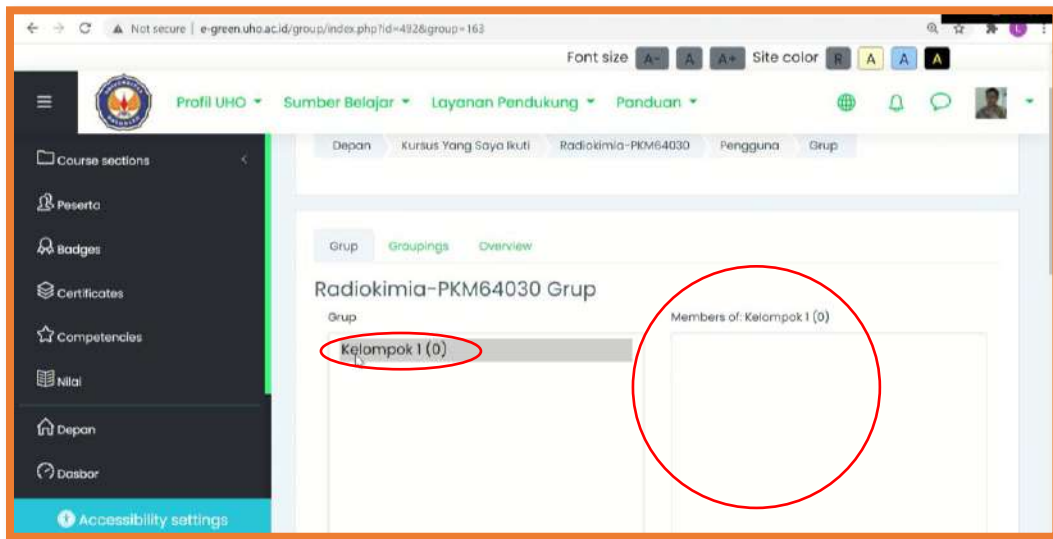 Not secure | e-green.uho.ac.id/group/index.php?id=492&group=163
Font size A- A A+ Site color R A A A
Profil UHO Sumber Belajar Layanan Pendukung Panduan
Course sections
Depan Kursus Yang Saya Ikuti Radiokimia-PKM64030 Pengguna Grup
Peserta
Badges
Grup Groupings Overview
Certificates
Radiokimia-PKM64030 Grup
Grup Members of: Kelompok 1 (0)
Competencies
Kelompok 1 (0)
Nilai
Depan
Dasbor
Accessibility settings